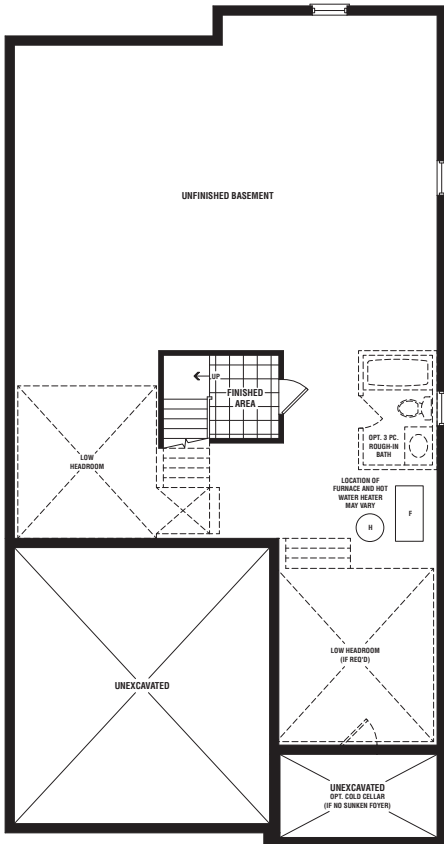 UNFINISHED BASEMENT
UP
FINISHED
AREA
OPT. 3 PC.
ROUGH-IN
BATH
LOW
HEADROOM
LOCATION OF
FURNACE AND HOT
WATER HEATER
MAY VARY
F
H
LOW HEADROOM
(IF REQ'D)
UNEXCAVATED
UNEXCAVATED
OPT. COLD CELLAR
(IF NO SUNKEN FOYER)